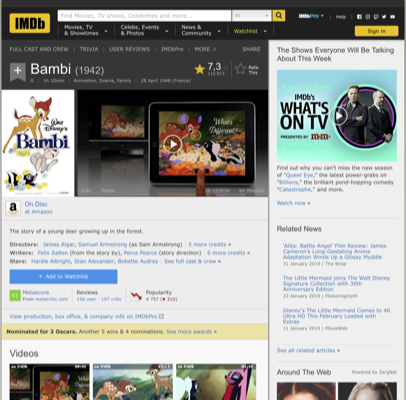 IMDb
Find Movies, TV shows, Celebrities and more...
All
IMDbPro
Help
Movies, TV
& Showtimes
Celebs, Events
& Photos
News &
Community
Watchlist
Sign in
FULL CAST AND CREW | TRIVIA | USER REVIEWS | IMDbPro | MORE
SHARE
Bambi (1942)
7,3
Rate
This
G | 1h 10min | Animation, Drama, Family | 28 April 1948 (France)
Walt
Disney's
Bambi
What's
Different
Trailer
On Disc
at Amazon
The story of a young deer growing up in the forest.
Directors: James Algar, Samuel Armstrong (as Sam Armstrong) | 5 more credits »
Writers: Felix Salten (from the story by), Perce Pearce (story direction) | 6 more credits »
Stars: Hardie Albright, Stan Alexander, Bobette Audrey | See full cast & crew »
+ Add to Watchlist
91
Metascore
From metacritic.com
Reviews
156 user | 167 critic
Popularity
View production, box office, & company info on IMDbPro
Nominated for 3 Oscars. Another 5 wins & 4 nominations. See more awards »
Videos
The Shows Everyone Will Be Talking
About This Week
IMDb's
WHAT'S
ON TV
PRESENTED BY
Find out why you can't miss the new season
of "Queer Eye," the latest power-grabs on
"Billions," the brilliant pond-hopping comedy
"Catastrophe," and more.
Watch now »
Related News
'Alita: Battle Angel' Film Review: James
Cameron's Long-Gestating Anime
Adaptation Winds Up a Glossy Muddle
31 January 2019 | The Wrap
The Little Mermaid Joins The Walt Disney
Signature Collection with 30th
Anniversary Edition
23 January 2019 | Flickeringmyth
Disney's The Little Mermaid Comes to 4K
Ultra HD This February Loaded with
Extras
11 January 2019 | MovieWeb
See all related articles »
Around The Web
Powered by ZergNet